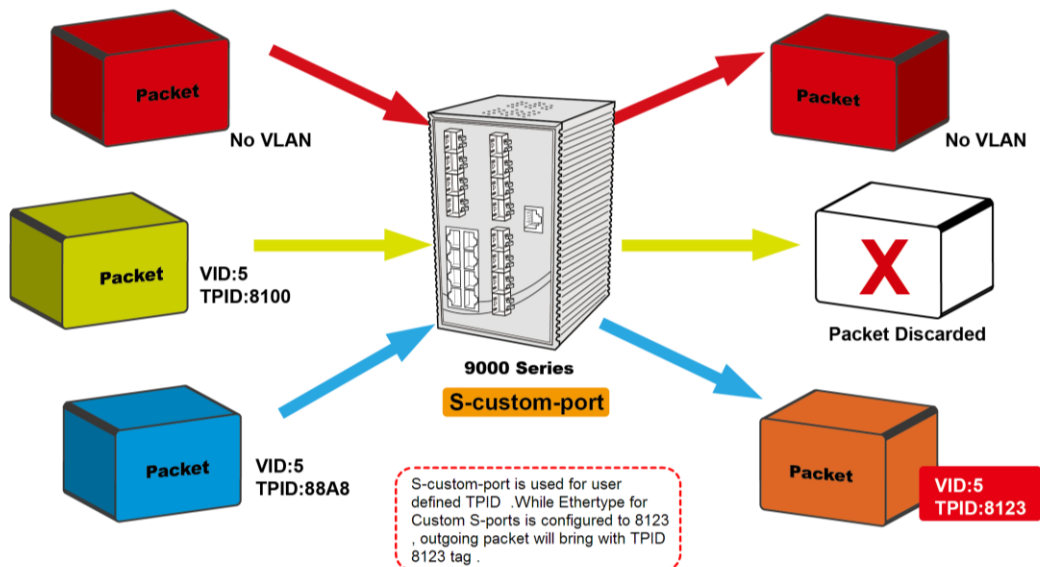 Packet
No VLAN
Packet
No VLAN
Packet
VID:5
TPID:8100
X
Packet Discarded
9000 Series
S-custom-port
Packet
VID:5
TPID:88A8
S-custom-port is used for user
defined TPID .While Ethertype for
Custom S-ports is configured to 8123
, outgoing packet will bring with TPID
8123 tag .
Packet
VID:5
TPID:8123